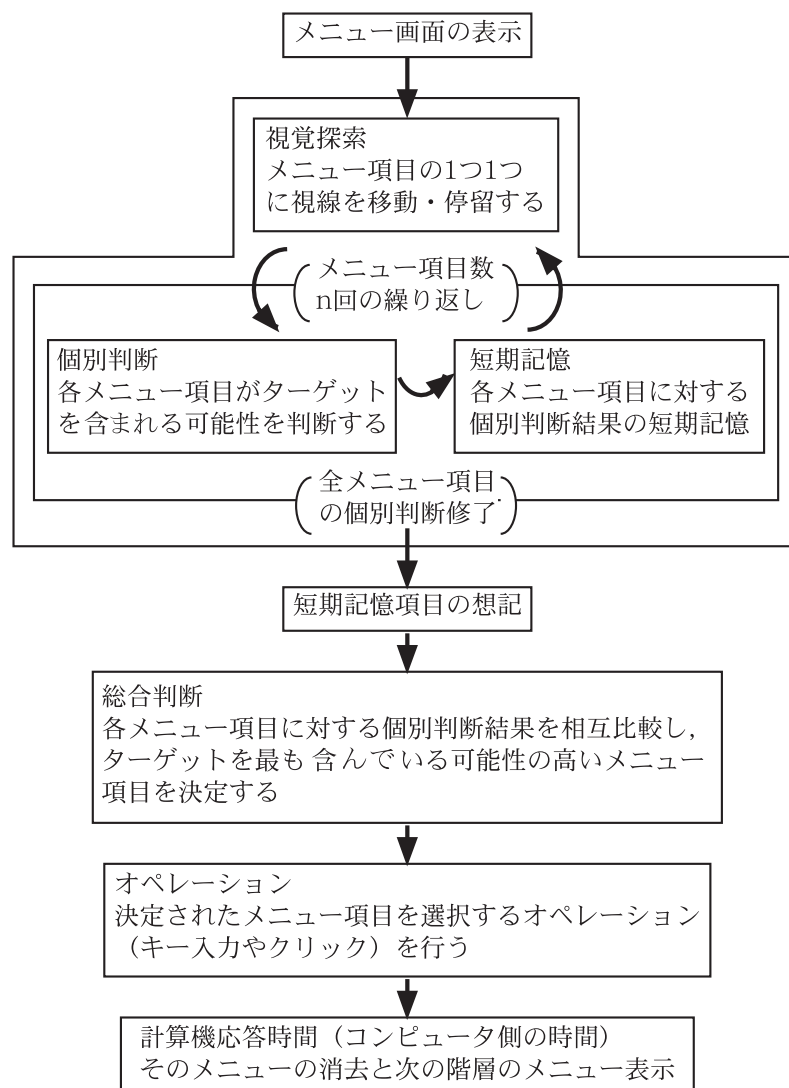 メニュー画面の表示
視覚探索
メニュー項目の1つ1つ
に視線を移動・停留する
メニュー項目数
n回の繰り返し
個別判断
各メニュー項目がターゲット
を含まれる可能性を判断する
短期記憶
各メニュー項目に対する
個別判断結果の短期記憶
全メニュー項目
の個別判断修了
短期記憶項目の想記
総合判断
各メニュー項目に対する個別判断結果を相互比較し,
ターゲットを最も含んでいる可能性の高いメニュー
項目を決定する
オペレーション
決定されたメニュー項目を選択するオペレーション
（キー入力やクリック）を行う
計算機応答時間（コンピュータ側の時間）
そのメニューの消去と次の階層のメニュー表示